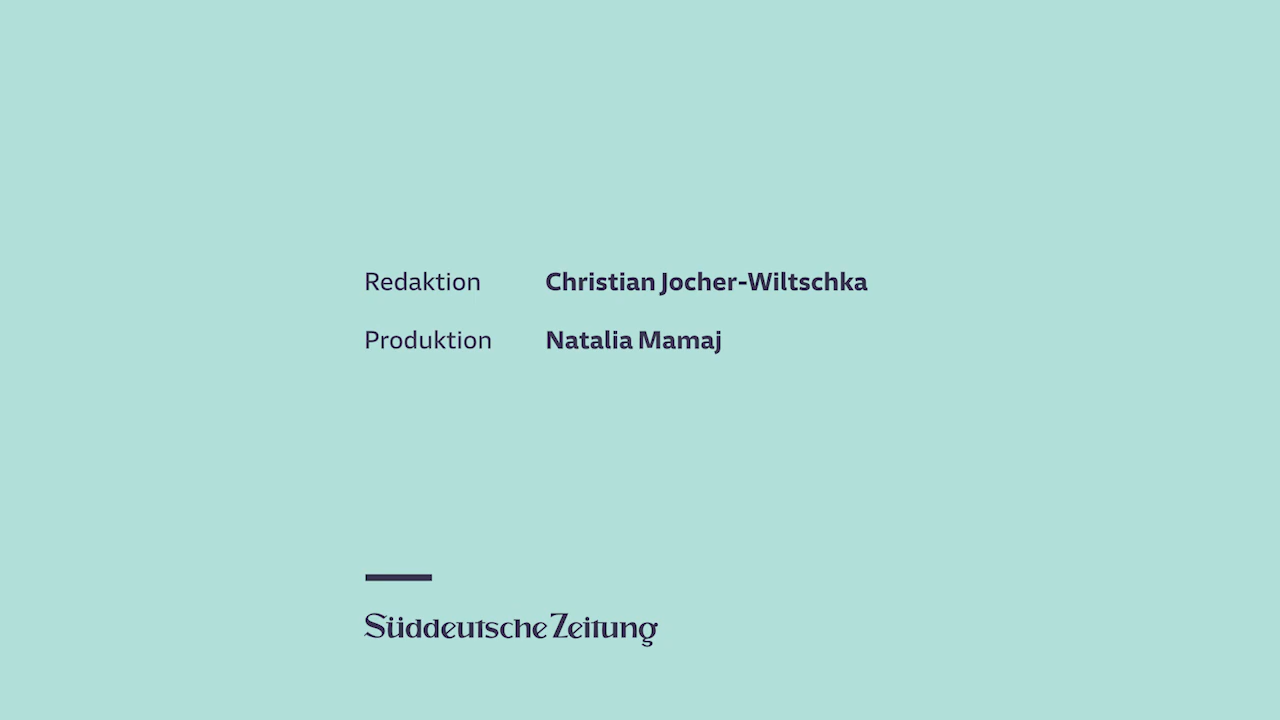 Redaktion Christian Jocher-Wiltschka
Produktion Natalia Mamaj
Süddeutsche Zeitung